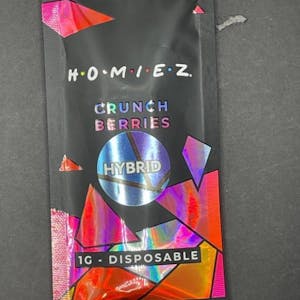 H•O•M•I•E•Z.
CRUNCH
BERRIES
HYBRID
1G - DISPOSABLE